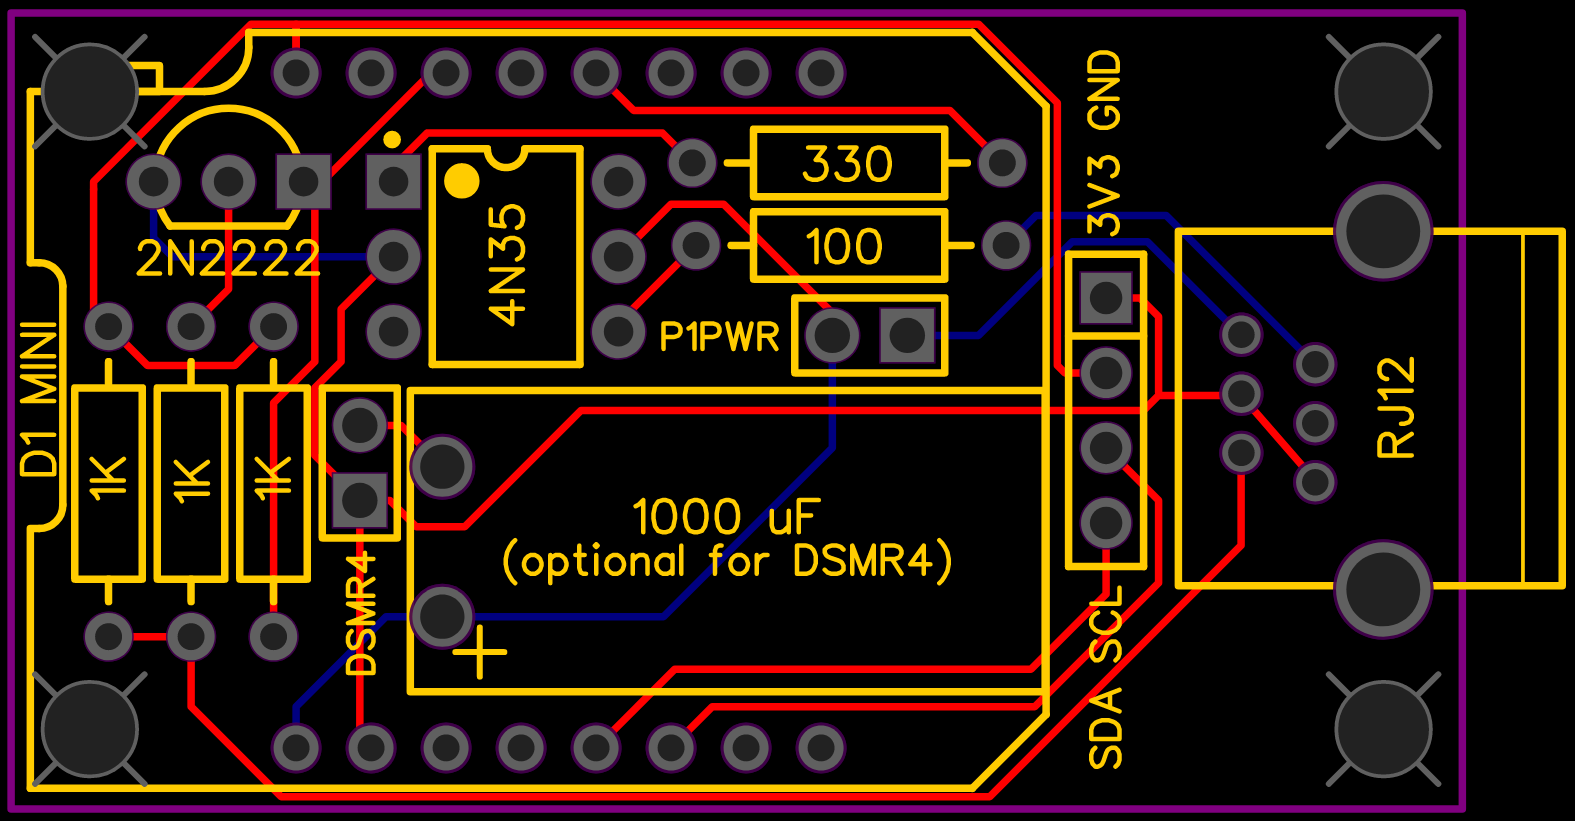 GND
3V3
330
2N2222
4N35
100
P1PWR
D1 MINI
RJ12
1K
1K
1K
1000 uF
(optional for DSMR4)
DSMR4
+
SCL
SDA